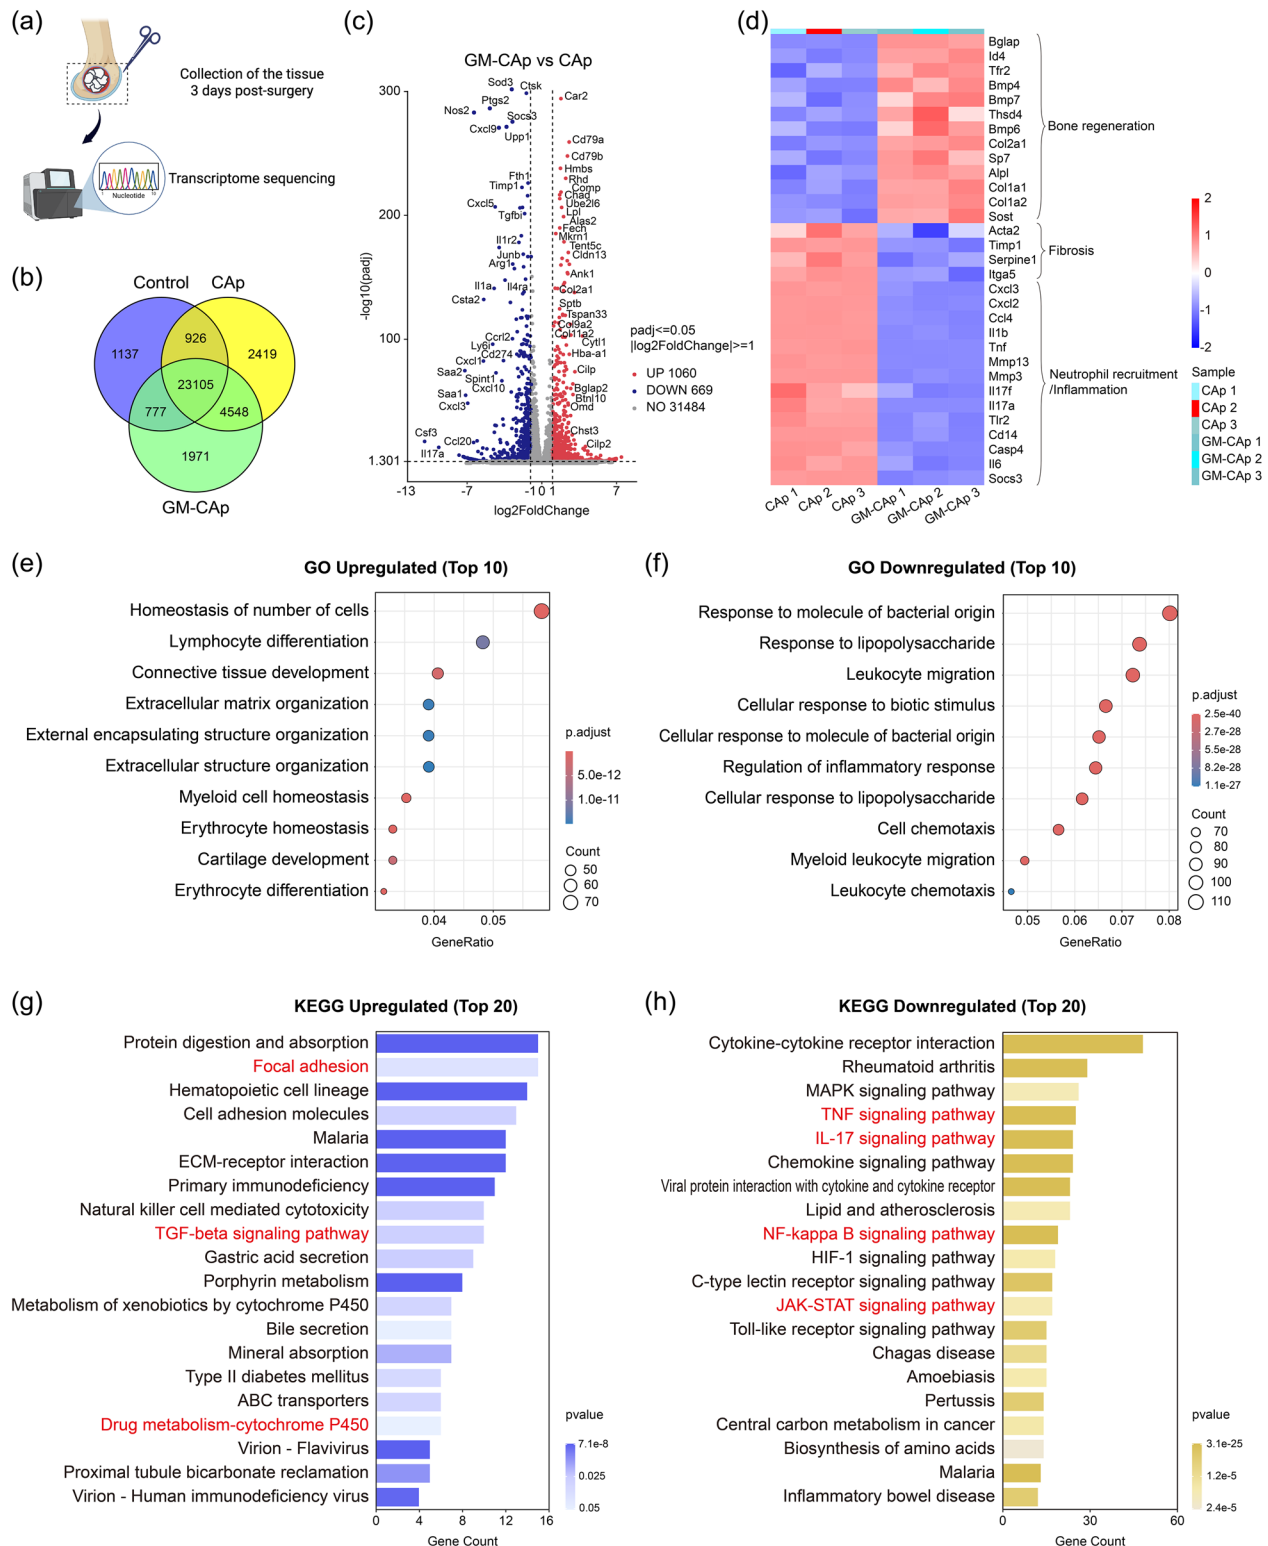 (a)
Collection of the tissue
3 days post-surgery
Nucleotide
Transcriptome sequencing
(b)
Control
CAp
1137
926
2419
23105
777
4548
1971
GM-CAp
(c)
GM-CAp vs CAp
-log10(padj)
300
200
100
1.301
-13
-7
-1
0
1
7
log2FoldChange
Sod3
Ctsk
Ptgs2
Nos2
Socs3
Cxcl9
Upp1
Fth1
Timp1
Cxcl5
Tgfbi
Il1r2
Junb
Arg1
Il1a
Il4ra
Csta2
Ccrl2
Ly6i
Cd274
Cxcl1
Saa2
Spint1
Cxcl10
Saa1
Cxcl3
Csf3
Ccl20
Il17a
Car2
Cd79a
Cd79b
Hmbs
Rhd
Comp
Chad
Ube2l6
Lpl
Alas2
Fech
Mkrn1
Tent5c
Cldn13
Ank1
Col2a1
Sptb
Tspan33
Col9a2
Col11a2
Cytl1
Hba-a1
Cilp
Bglap2
Btnl10
Omd
Chst3
Cilp2
padj<=0.05
|log2FoldChange|>=1
UP 1060
DOWN 669
NO 31484
(d)
Bglap
Id4
Tfr2
Bmp4
Bmp7
Thsd4
Bmp6
Col2a1
Sp7
Alpl
Col1a1
Col1a2
Sost
Acta2
Timp1
Serpine1
Itga5
Cxcl3
Cxcl2
Ccl4
Il1b
Tnf
Mmp13
Mmp3
Il17f
Il17a
Tlr2
Cd14
Casp4
Il6
Socs3
Bone regeneration
Fibrosis
Neutrophil recruitment
/Inflammation
CAp 1
CAp 2
CAp 3
GM-CAp 1
GM-CAp 2
GM-CAp 3
2
1
0
-1
-2
Sample
CAp 1
CAp 2
CAp 3
GM-CAp 1
GM-CAp 2
GM-CAp 3
(e)
GO Upregulated (Top 10)
Homeostasis of number of cells
Lymphocyte differentiation
Connective tissue development
Extracellular matrix organization
External encapsulating structure organization
Extracellular structure organization
Myeloid cell homeostasis
Erythrocyte homeostasis
Cartilage development
Erythrocyte differentiation
0.04
0.05
GeneRatio
p.adjust
5.0e-12
1.0e-11
Count
50
60
70
(f)
GO Downregulated (Top 10)
Response to molecule of bacterial origin
Response to lipopolysaccharide
Leukocyte migration
Cellular response to biotic stimulus
Cellular response to molecule of bacterial origin
Regulation of inflammatory response
Cellular response to lipopolysaccharide
Cell chemotaxis
Myeloid leukocyte migration
Leukocyte chemotaxis
0.05
0.06
0.07
0.08
GeneRatio
p.adjust
2.5e-40
2.7e-28
5.5e-28
8.2e-28
1.1e-27
Count
70
80
90
100
110
(g)
KEGG Upregulated (Top 20)
Protein digestion and absorption
Focal adhesion
Hematopoietic cell lineage
Cell adhesion molecules
Malaria
ECM-receptor interaction
Primary immunodeficiency
Natural killer cell mediated cytotoxicity
TGF-beta signaling pathway
Gastric acid secretion
Porphyrin metabolism
Metabolism of xenobiotics by cytochrome P450
Bile secretion
Mineral absorption
Type II diabetes mellitus
ABC transporters
Drug metabolism-cytochrome P450
Virion - Flavivirus
Proximal tubule bicarbonate reclamation
Virion - Human immunodeficiency virus
0
4
8
12
16
Gene Count
pvalue
7.1e-8
0.025
0.05
(h)
KEGG Downregulated (Top 20)
Cytokine-cytokine receptor interaction
Rheumatoid arthritis
MAPK signaling pathway
TNF signaling pathway
IL-17 signaling pathway
Chemokine signaling pathway
Viral protein interaction with cytokine and cytokine receptor
Lipid and atherosclerosis
NF-kappa B signaling pathway
HIF-1 signaling pathway
C-type lectin receptor signaling pathway
JAK-STAT signaling pathway
Toll-like receptor signaling pathway
Chagas disease
Amoebiasis
Pertussis
Central carbon metabolism in cancer
Biosynthesis of amino acids
Malaria
Inflammatory bowel disease
0
30
60
Gene Count
pvalue
3.1e-25
1.2e-5
2.4e-5